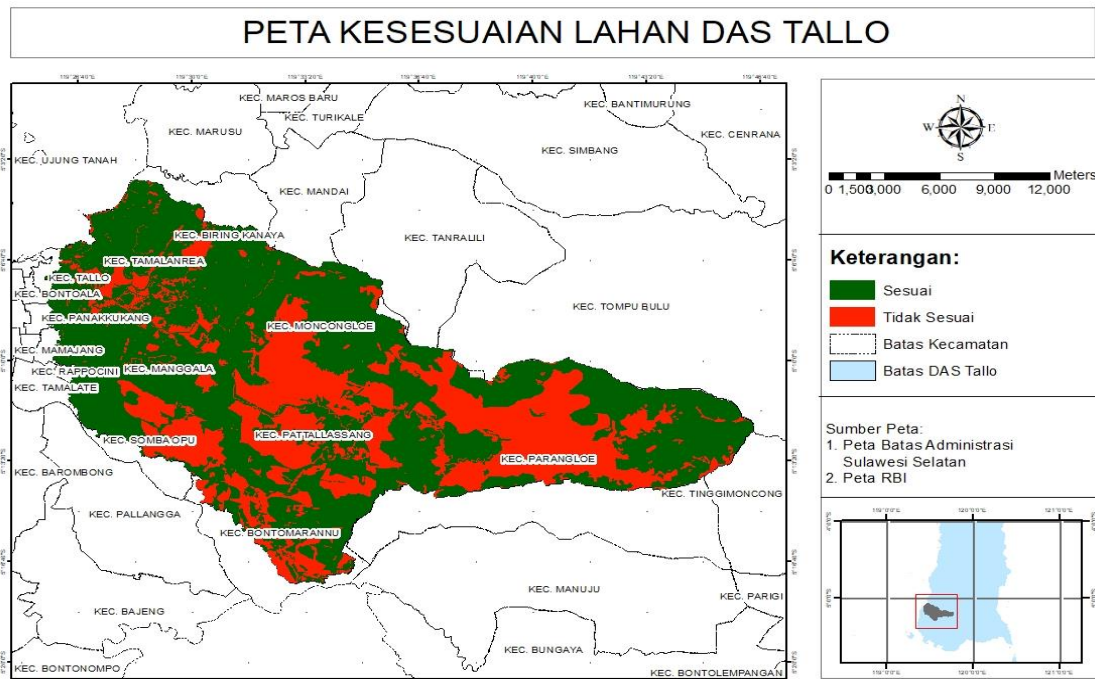 PETA KESESUAIAN LAHAN DAS TALLO
KEC. MAROS BARU
KEC. TURIKALE
KEC. BANTIMURUNG
KEC. MARUSU
KEC. CENRANA
KEC. SIMBANG
KEC. UJUNG TANAH
KEC. MANDAI
KEC. BIRING KANAYA
KEC. TANRALILI
KEC. TAMALANREA
KEC. TALLO
KEC. BONTOALA
KEC. TOMPU BULU
KEC. PANAKKUKANG
KEC. MONCONGLOE
KEC. MAMAJANG
KEC. RAPPOCINI
KEC. MANGGALA
KEC. TAMALATE
KEC. SOMBA OPU
KEC. PATTALLASSANG
KEC. PARANGLOE
KEC. BAROMBONG
KEC. TINGGIMONCONG
KEC. PALLANGGA
KEC. BONTOMARANNU
KEC. MANUJU
KEC. PARIGI
KEC. BAJENG
KEC. BUNGAYA
KEC. BONTONOMPO
KEC. BONTOLEMPANGAN
N
W E
S
Meters
0 1,500 3,000 6,000 9,000 12,000
Keterangan:
Sesuai
Tidak Sesuai
Batas Kecamatan
Batas DAS Tallo
Sumber Peta:
1. Peta Batas Administrasi
Sulawesi Selatan
2. Peta RBI